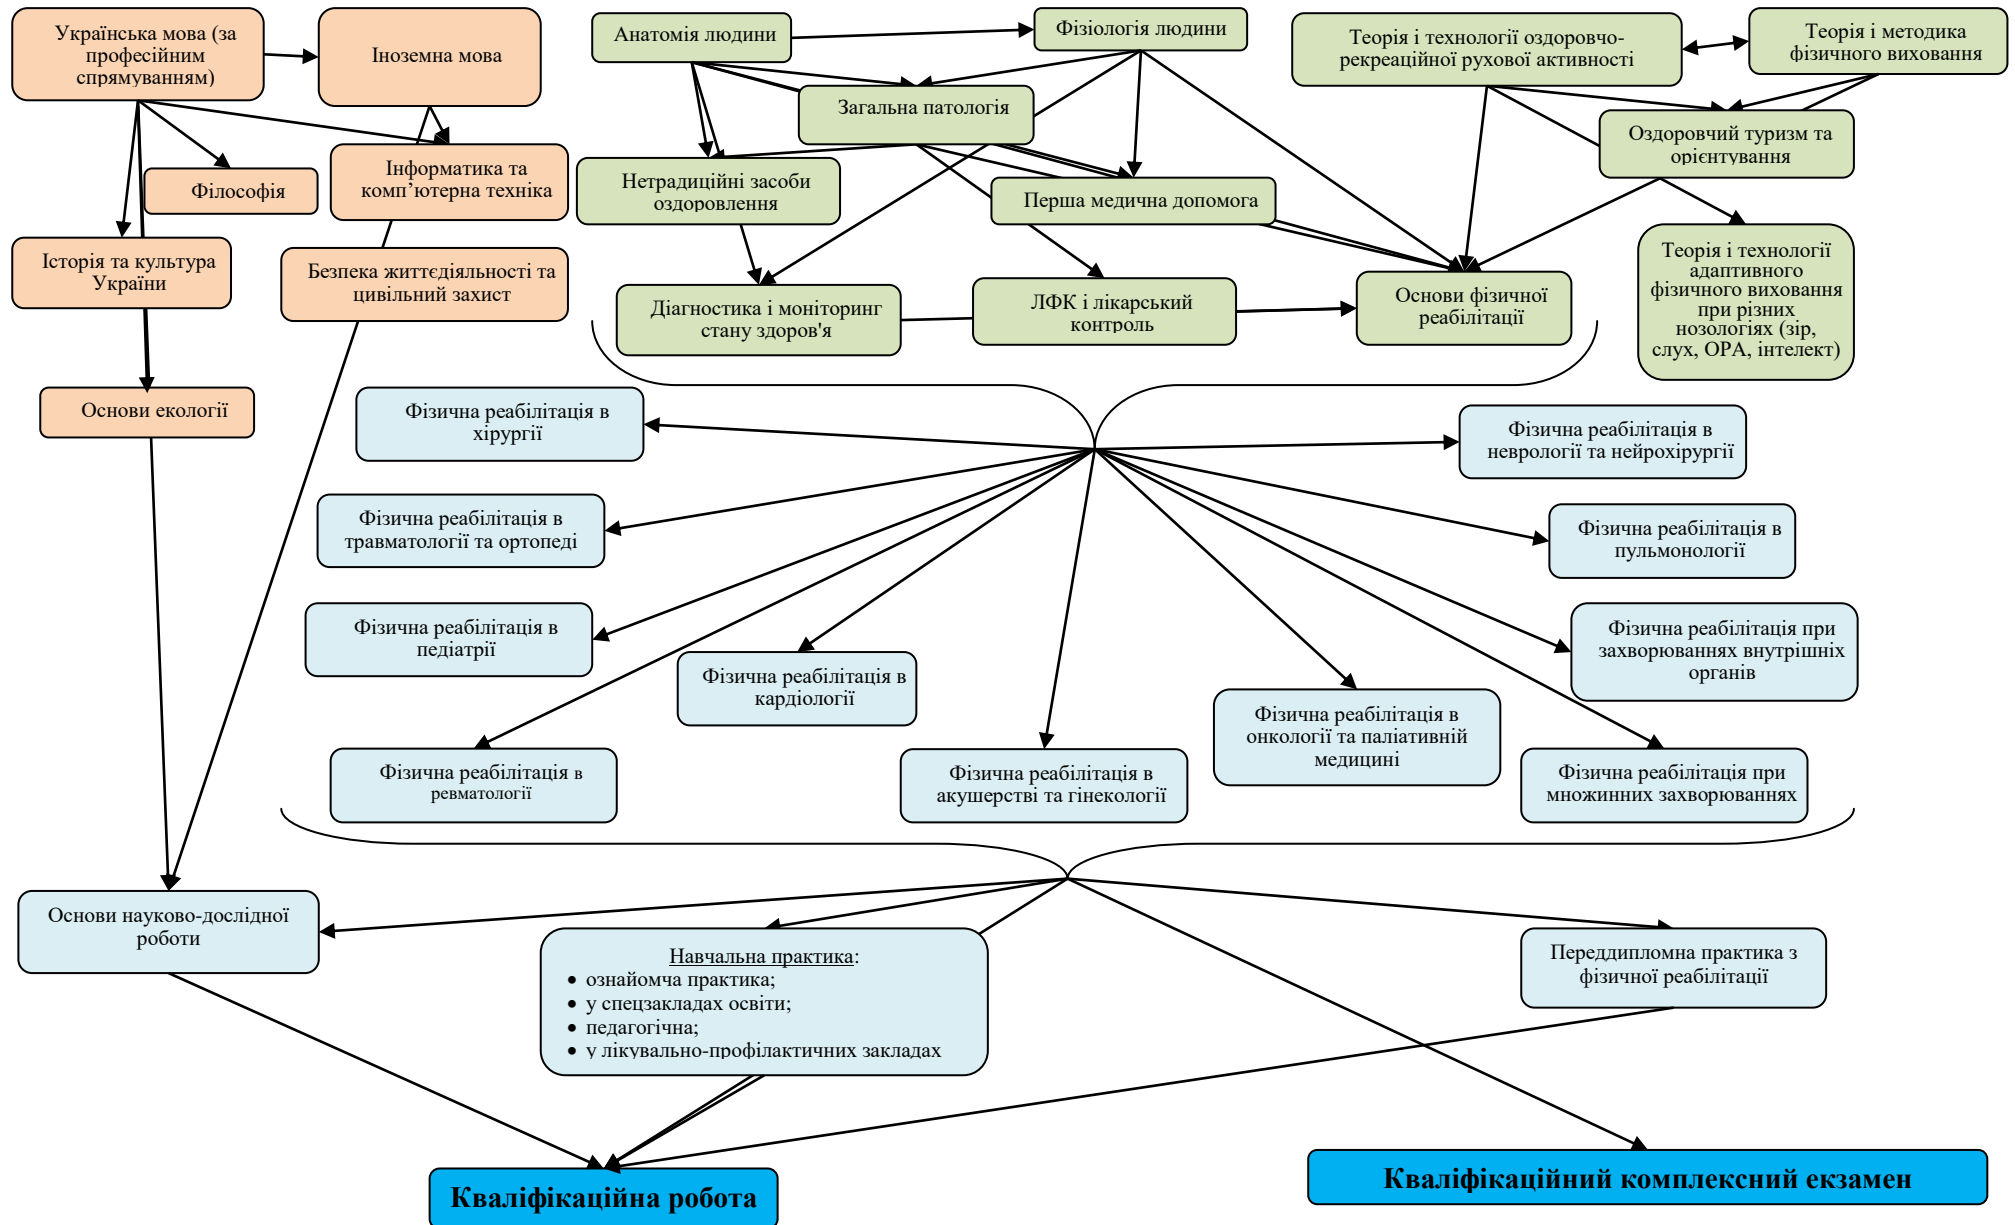 Українська мова (за
професійним
спрямуванням)
Іноземна мова
Анатомія людини
Фізіологія людини
Теорія і технології оздоровчо-
рекреаційної рухової активності
Теорія і методика
фізичного виховання
Загальна патологія
Оздоровчий туризм та
орієнтування
Філософія
Інформатика та
комп’ютерна техніка
Нетрадиційні засоби
оздоровлення
Перша медична допомога
Історія та культура
України
Безпека життєдіяльності та
цивільний захист
Діагностика і моніторинг
стану здоров'я
ЛФК і лікарський
контроль
Основи фізичної
реабілітації
Теорія і технології
адаптивного
фізичного виховання
при різних
нозологіях (зір,
слух, ОРА, інтелект)
Основи екології
Фізична реабілітація в
хірургії
Фізична реабілітація в
неврології та нейрохірургії
Фізична реабілітація в
травматології та ортопеді
Фізична реабілітація в
пульмонології
Фізична реабілітація в
педіатрії
Фізична реабілітація в
кардіології
Фізична реабілітація при
захворюваннях внутрішніх
органів
Фізична реабілітація в
ревматології
Фізична реабілітація в
акушерстві та гінекології
Фізична реабілітація в
онкології та паліативній
медицині
Фізична реабілітація при
множинних захворюваннях
Основи науково-дослідної
роботи
Навчальна практика:
• ознайомча практика;
• у спецзакладах освіти;
• педагогічна;
• у лікувально-профілактичних закладах
Переддипломна практика з
фізичної реабілітації
Кваліфікаційна робота
Кваліфікаційний комплексний екзамен